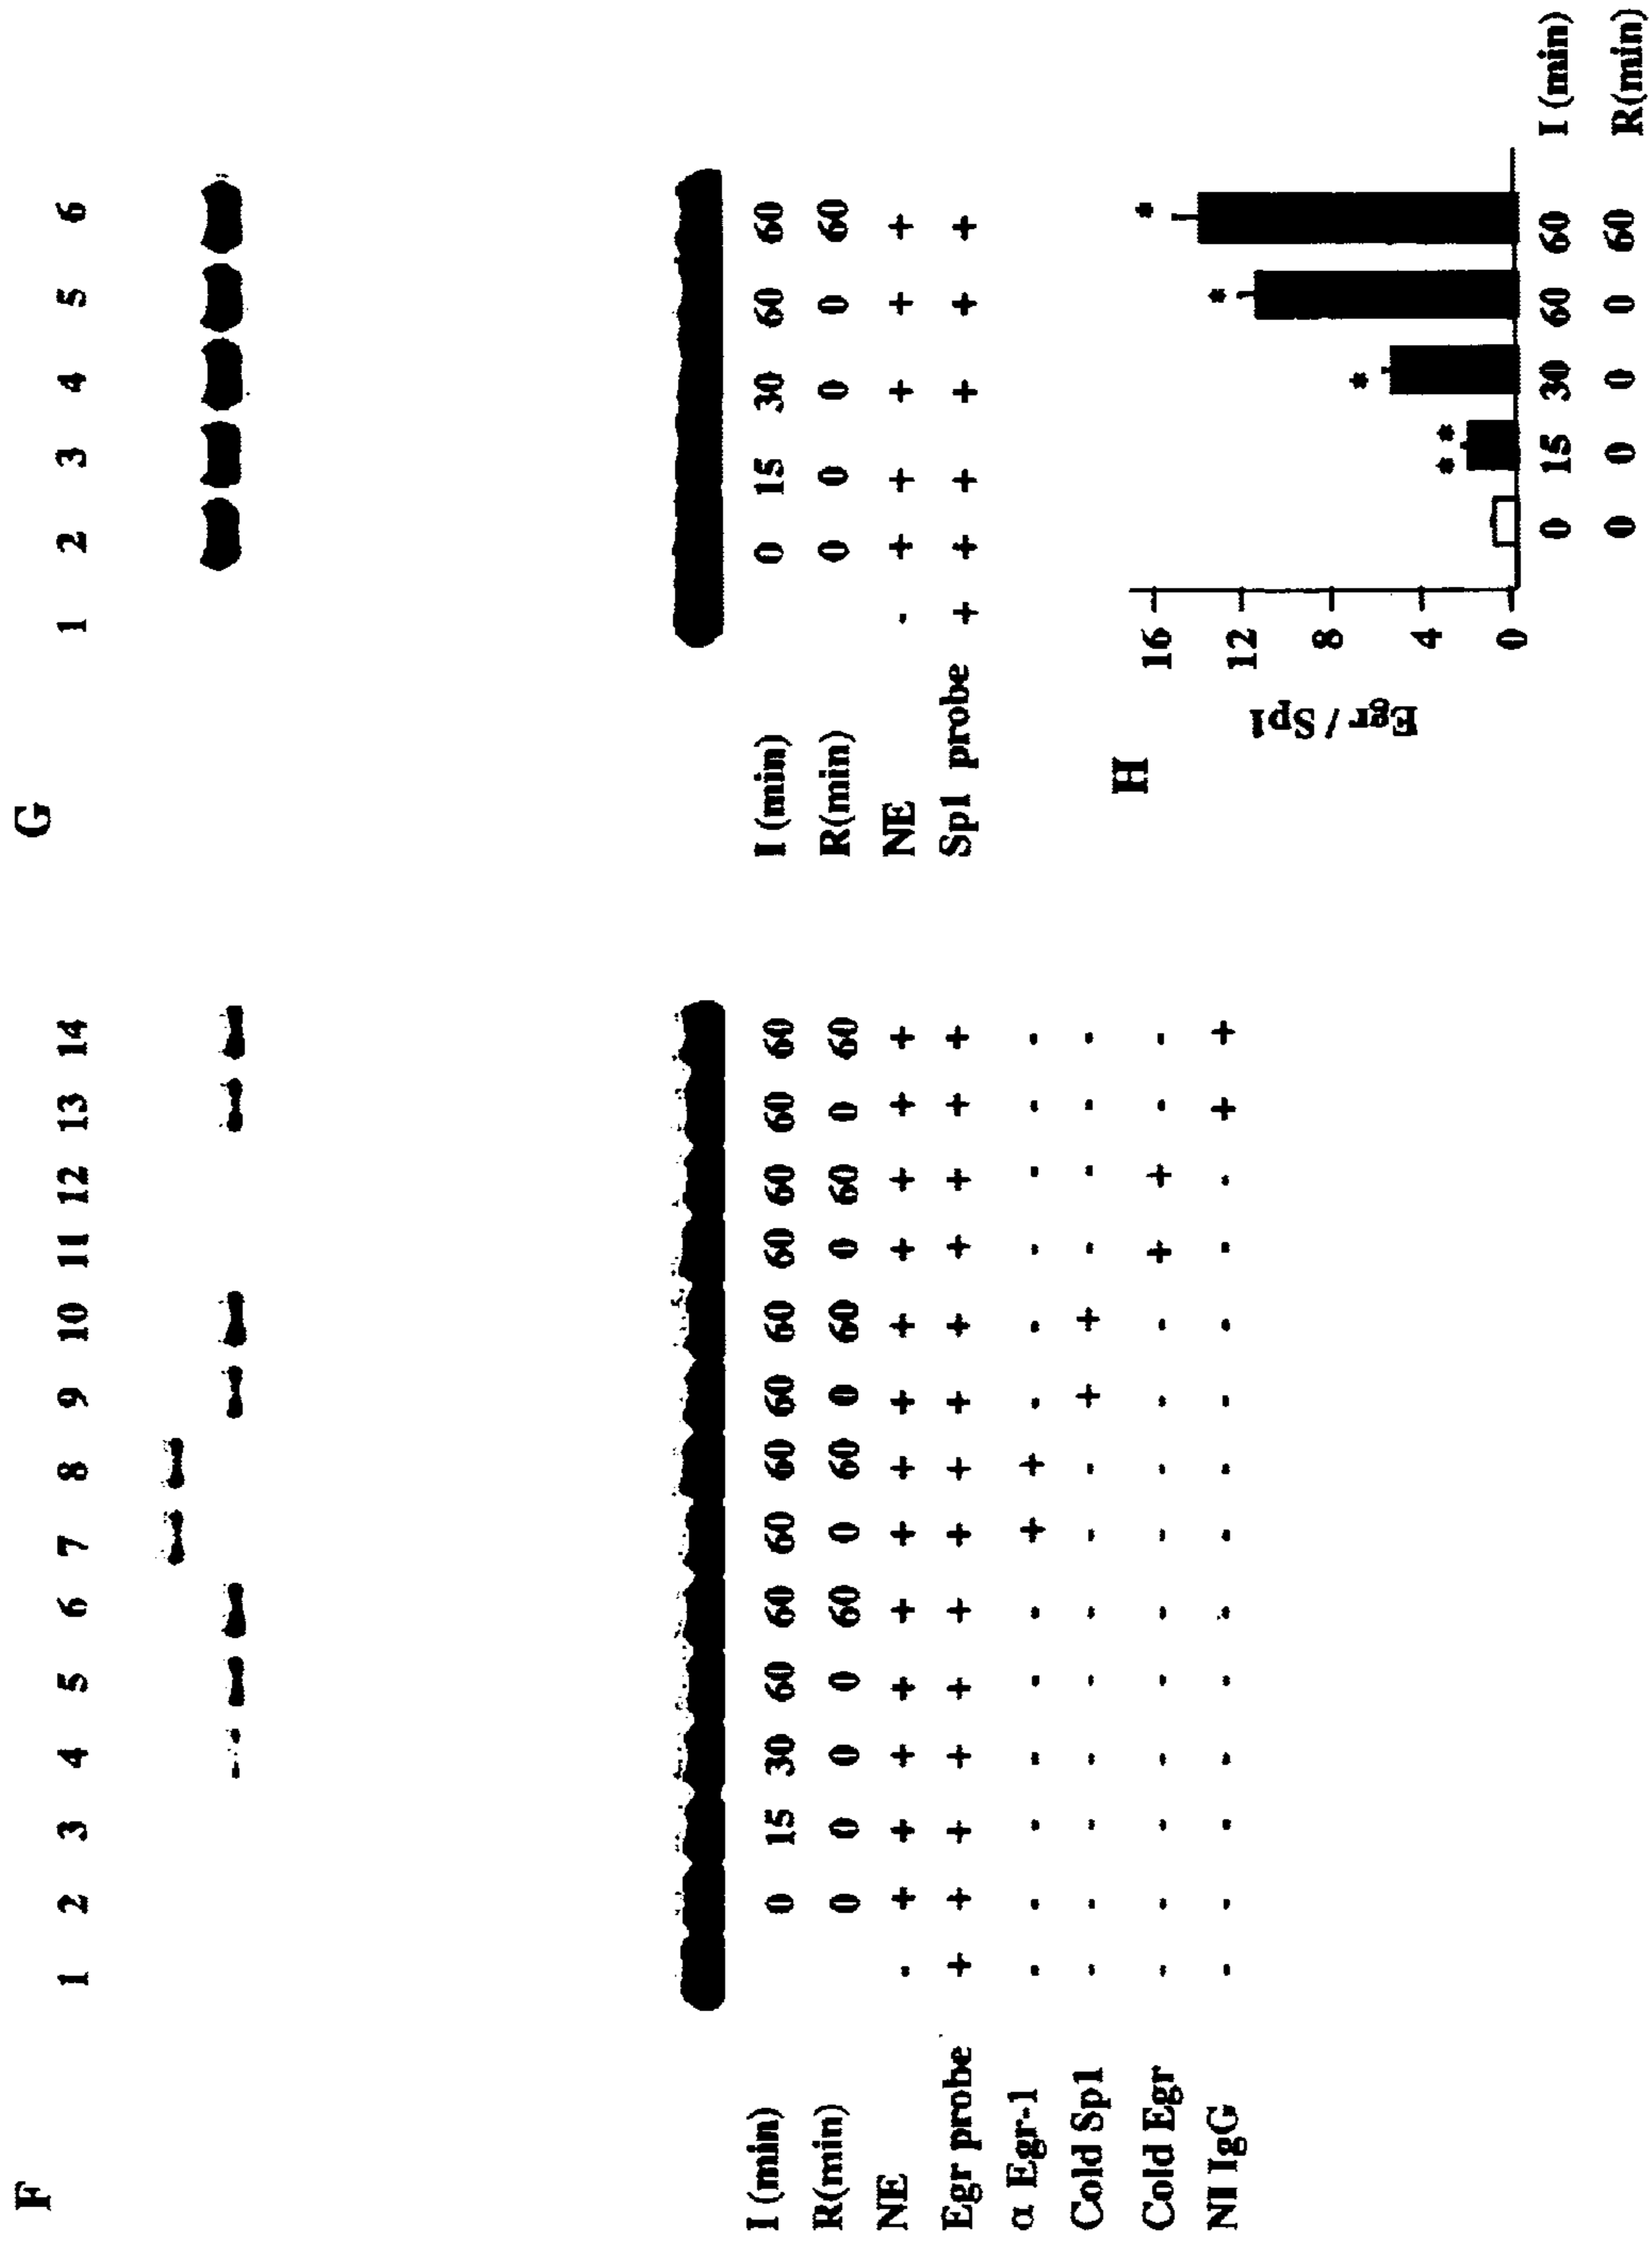 F
1 2 3 4 5 6 7 8 9 10 11 12 13 14
I (min) 0 15 30 60 60 60 60 60 60 60 60 60 60
R(min) 0 0 0 0 60 0 60 0 60 0 60 0 60
NE - + + + + + + + + + + + + +
Egr probe + + + + + + + + + + + + + +
α Egr-1 - - - - - - + + - - - - - -
Cold Sp1 - - - - - - - - + + - - - -
Cold Egr - - - - - - - - - - + + - -
NI IgG - - - - - - - - - - - - + +
G
1 2 3 4 5 6
I (min) 0 15 30 60 60
R(min) 0 0 0 0 60
NE - + + + + +
Sp1 probe + + + + + +
H
Egr / Sp1
16
12
8
4
0
* * * * *
0 15 30 60 60 I (min)
0 0 0 0 60 R(min)